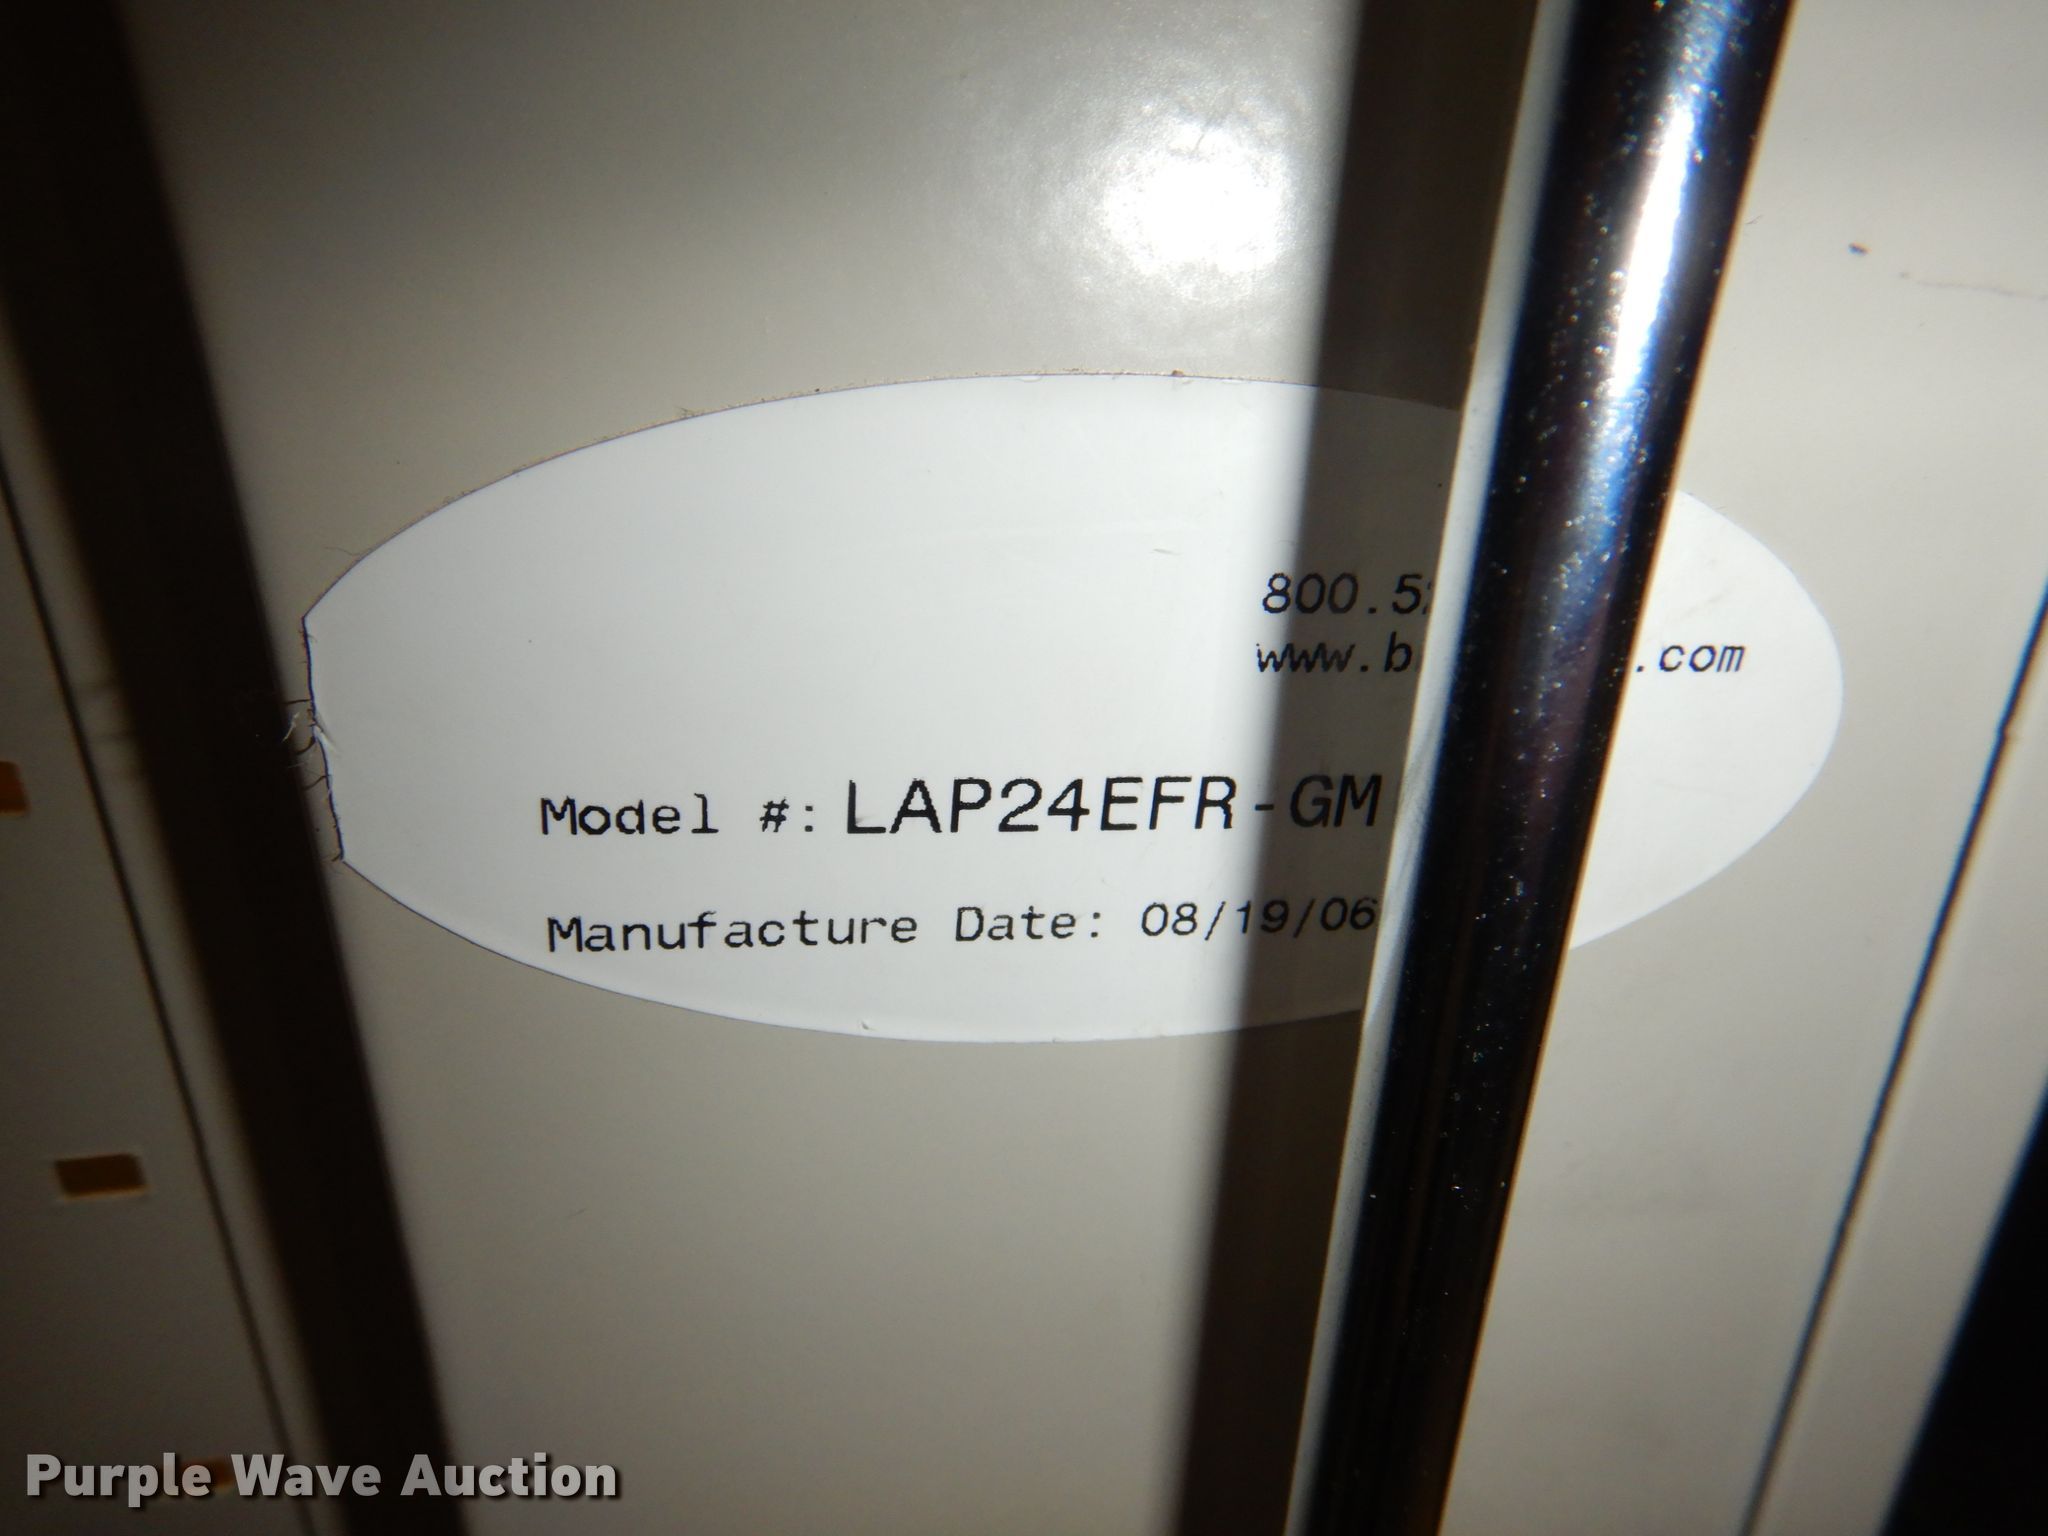 800.5
www.b .com
Model #: LAP24EFR-GM
Manufacture Date: 08/19/06
Purple Wave Auction